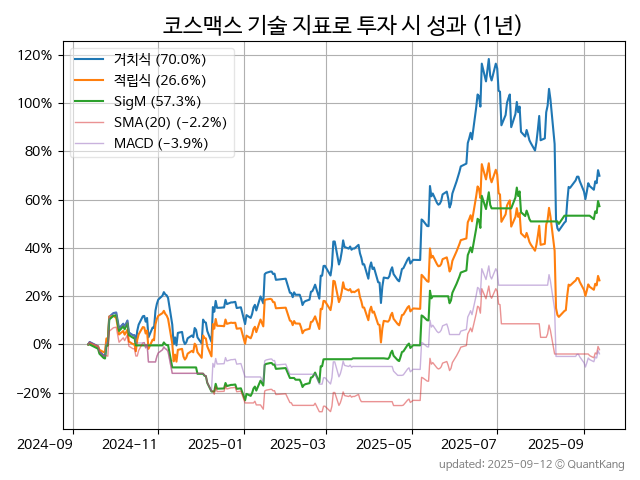 코스맥스 기술 지표로 투자 시 성과 (1년)
거치식 (70.0%)
적립식 (26.6%)
SigM (57.3%)
SMA(20) (-2.2%)
MACD (-3.9%)
120%
100%
80%
60%
40%
20%
0%
−20%
2024-09
2024-11
2025-01
2025-03
2025-05
2025-07
2025-09
updated: 2025-09-12 © QuantKang